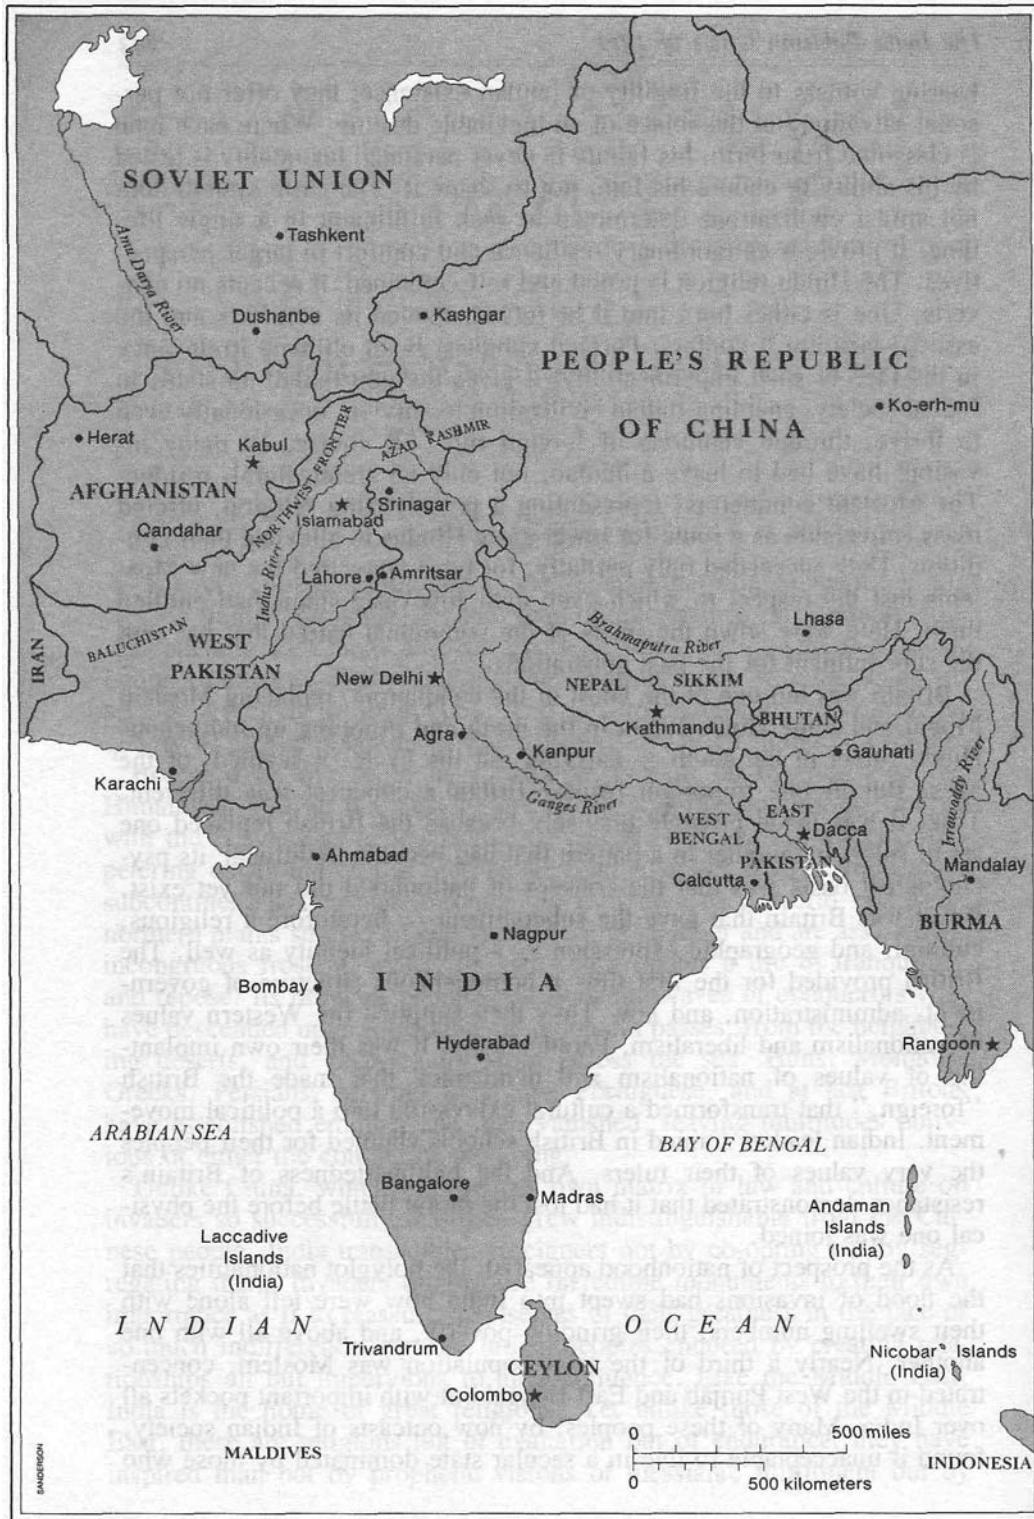 SOVIET UNION
Tashkent
Amu Darya River
Dushanbe
Kashgar
PEOPLE'S REPUBLIC
OF CHINA
Ko-erh-mu
Herat
Kabul
NORTHWEST FRONTIER
AZAD KASHMIR
AFGHANISTAN
Srinagar
Islamabad
Qandahar
Indus River
Lahore
Amritsar
IRAN
BALUCHISTAN
WEST
PAKISTAN
Brahmaputra River
Lhasa
New Delhi
NEPAL
SIKKIM
Kathmandu
BHUTAN
Agra
Kanpur
Gauhati
Karachi
Ganges River
WEST
BENGAL
EAST
PAKISTAN
Dacca
Irrawaddy River
Ahmabad
Calcutta
Mandalay
BURMA
Nagpur
INDIA
Bombay
Hyderabad
Rangoon
ARABIAN SEA
BAY OF BENGAL
Bangalore
Madras
Andaman
Islands
(India)
Laccadive
Islands
(India)
INDIAN
OCEAN
Trivandrum
CEYLON
Nicobar Islands
(India)
Colombo
MALDIVES
0 500 miles
0 500 kilometers
INDONESIA
SANDERSON